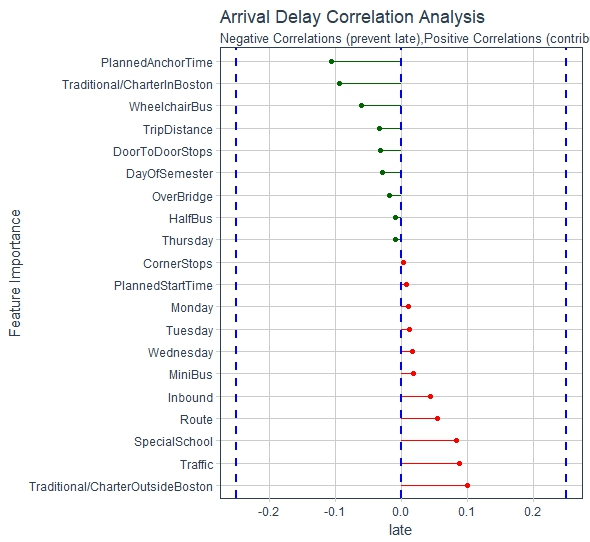 Arrival Delay Correlation Analysis
Negative Correlations (prevent late),Positive Correlations (contrib
PlannedAnchorTime
Traditional/CharterInBoston
WheelchairBus
TripDistance
DoorToDoorStops
DayOfSemester
OverBridge
HalfBus
Thursday
CornerStops
PlannedStartTime
Monday
Tuesday
Wednesday
MiniBus
Inbound
Route
SpecialSchool
Traffic
Traditional/CharterOutsideBoston
Feature Importance
-0.2 -0.1 0.0 0.1 0.2
late